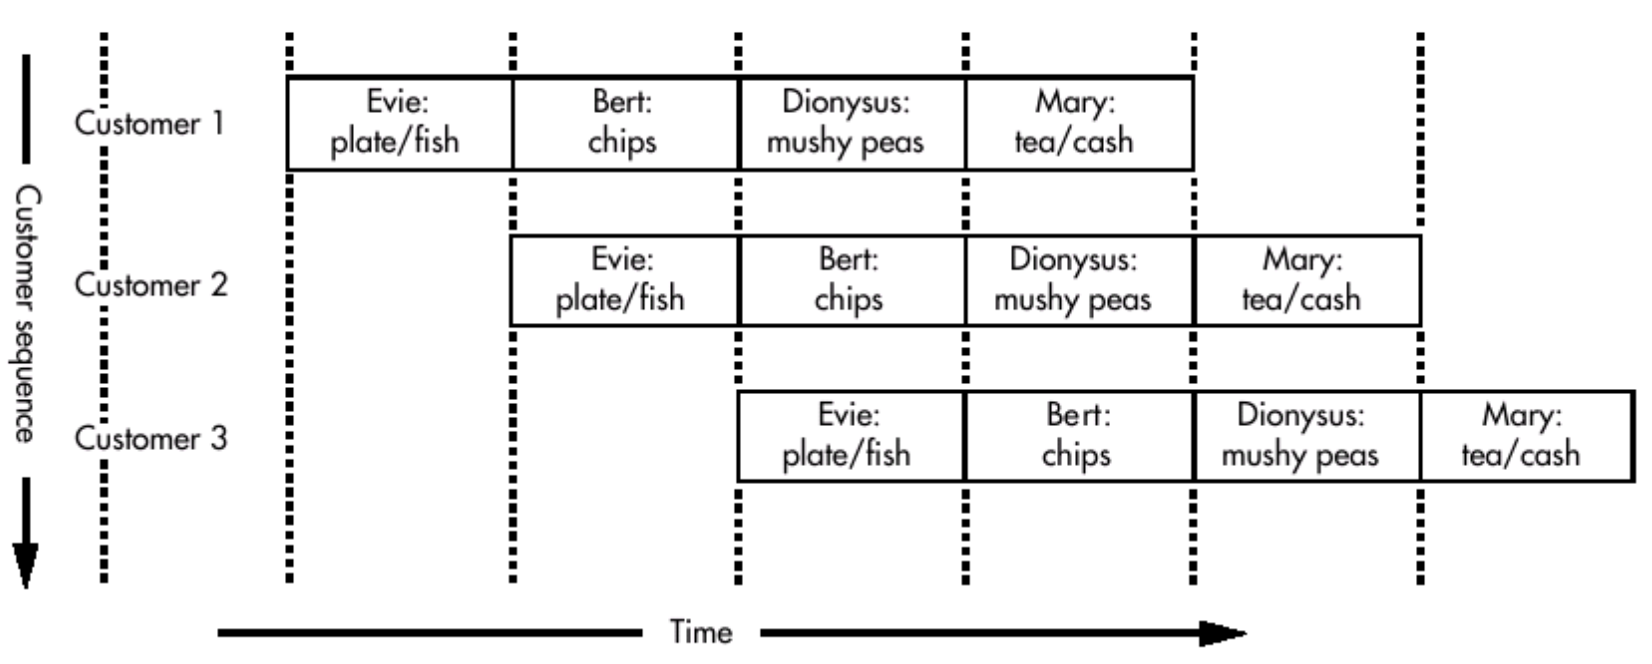 Customer sequence
Customer 1
Evie:
plate/fish
Bert:
chips
Dionysus:
mushy peas
Mary:
tea/cash
Customer 2
Evie:
plate/fish
Bert:
chips
Dionysus:
mushy peas
Mary:
tea/cash
Customer 3
Evie:
plate/fish
Bert:
chips
Dionysus:
mushy peas
Mary:
tea/cash
Time